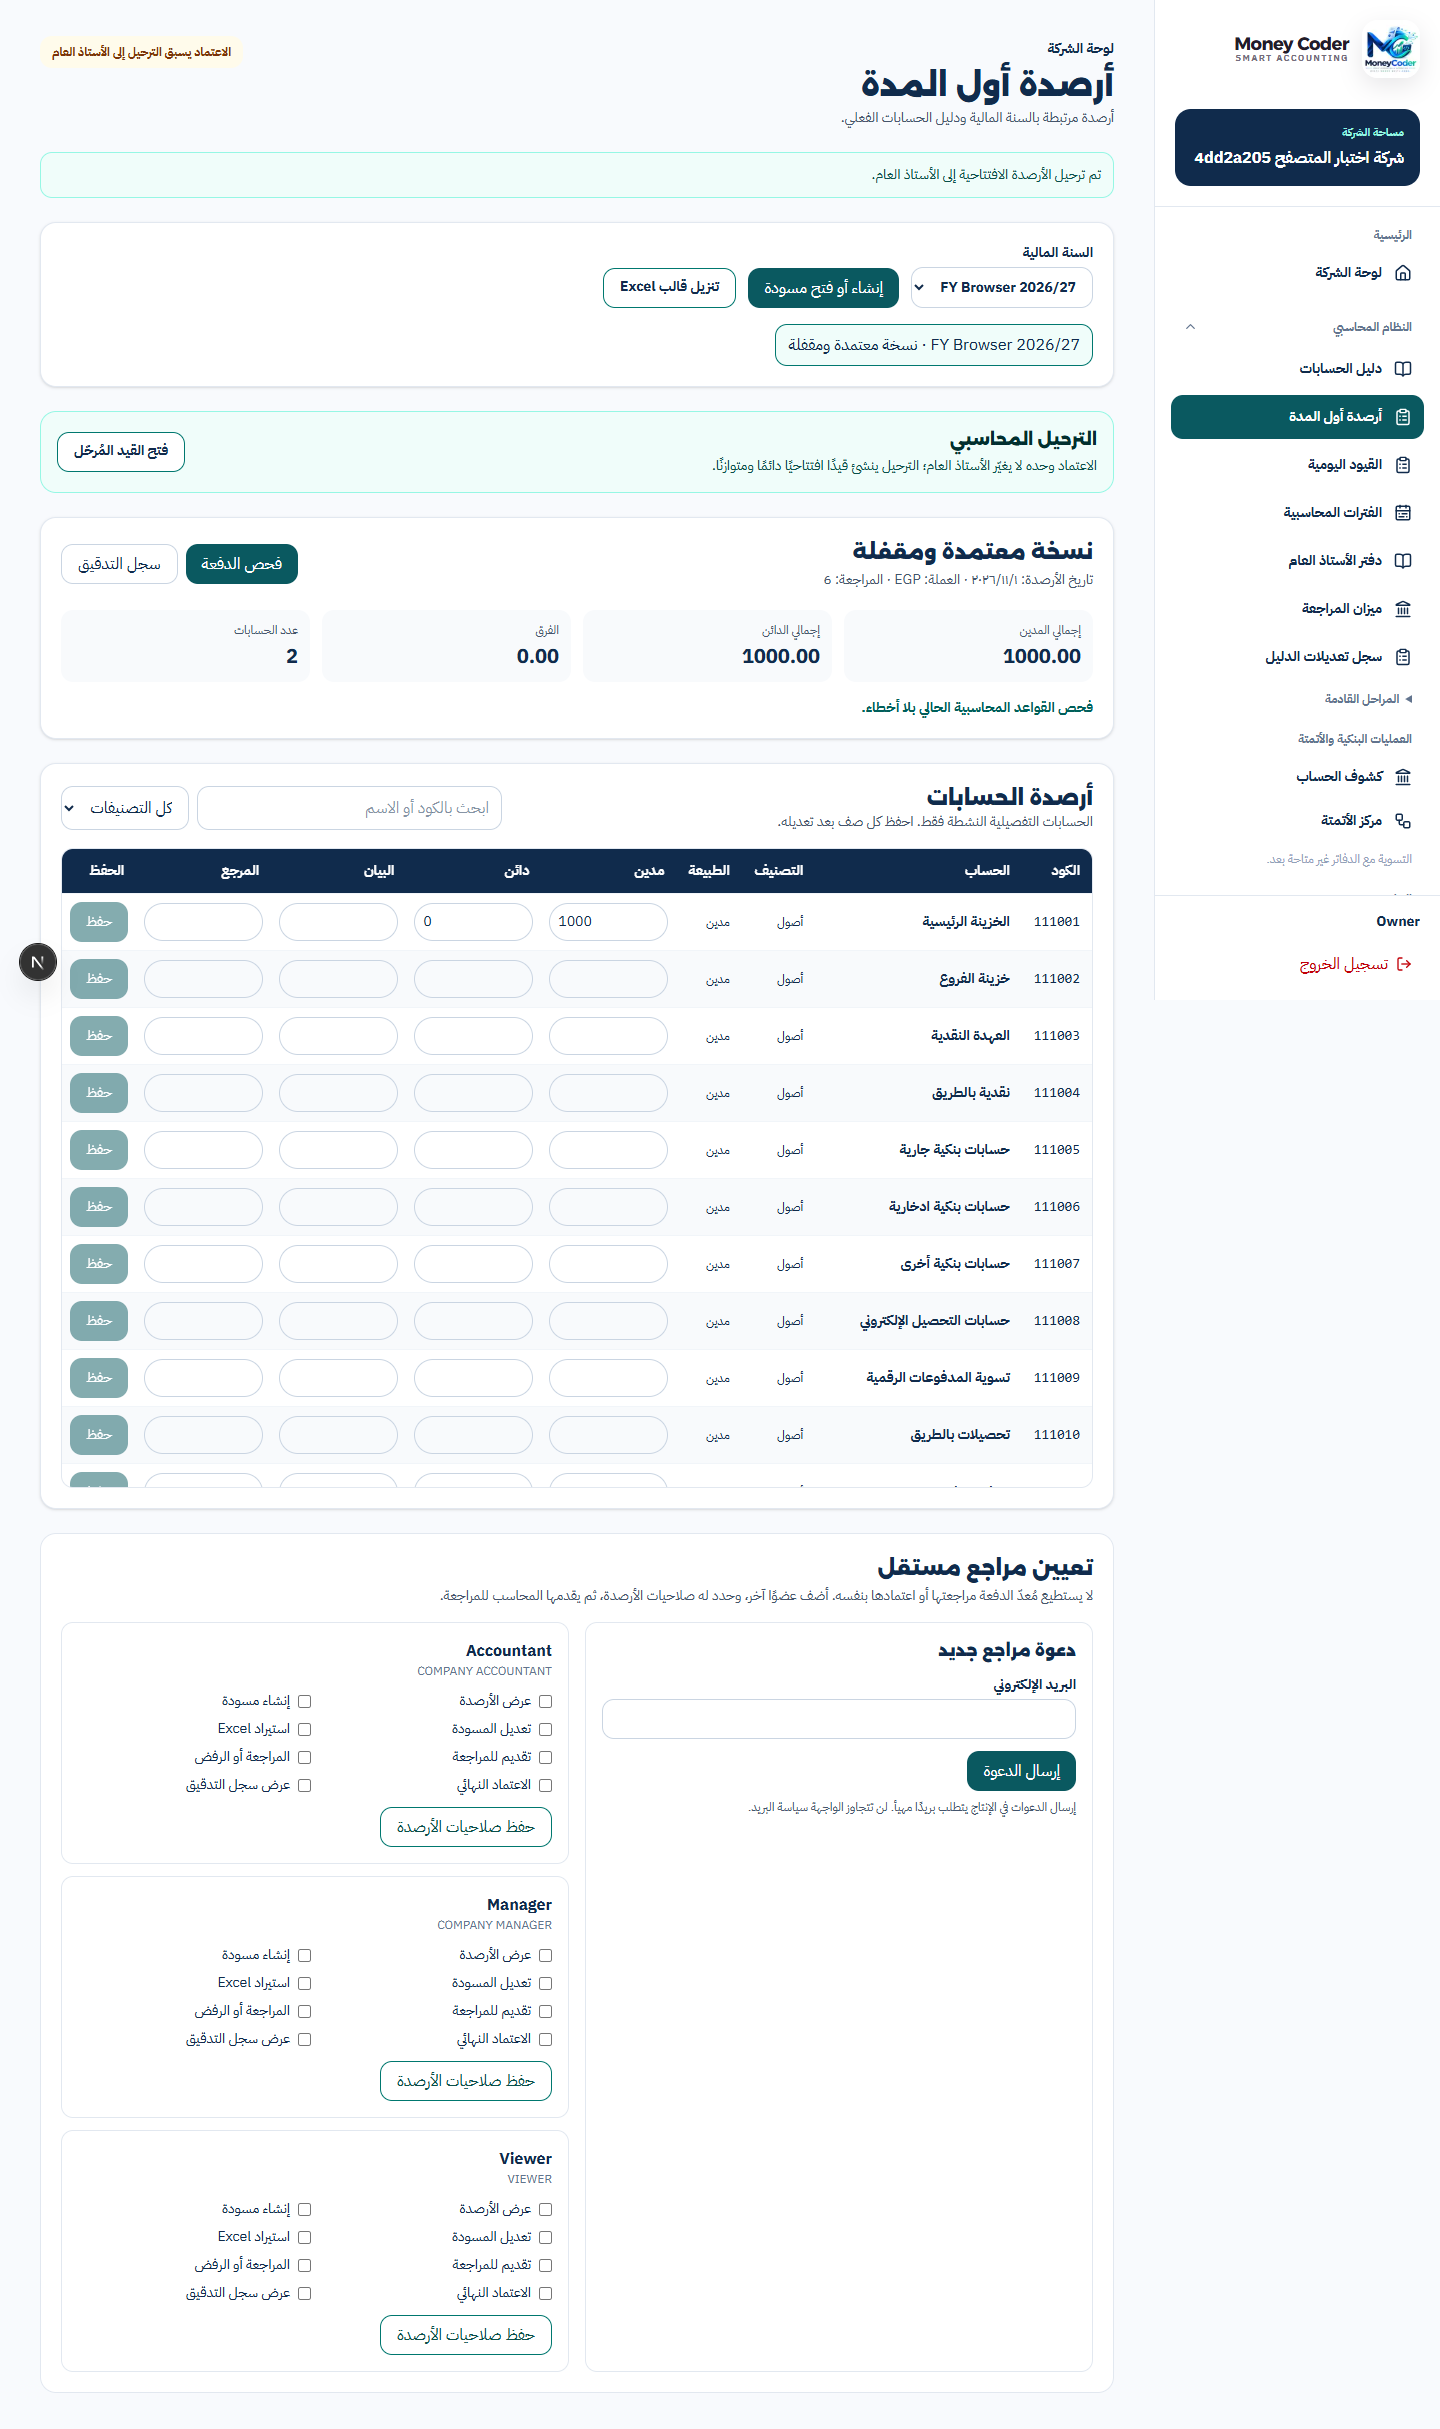 Money Coder
SMART ACCOUNTING
MoneyCoder
مساحة الشركة
شركة اختبار المتصفح 4dd2a205
الرئيسية
لوحة الشركة
النظام المحاسبي
دليل الحسابات
أرصدة أول المدة
القيود اليومية
الفترات المحاسبية
دفتر الأستاذ العام
ميزان المراجعة
سجل تعديلات الدليل
المراحل القادمة
العمليات البنكية والأتمتة
كشوف الحساب
مركز الأتمتة
التسوية مع الدفاتر غير متاحة بعد.
Owner
تسجيل الخروج
لوحة الشركة
أرصدة أول المدة
أرصدة مرتبطة بالسنة المالية ودليل الحسابات الفعلي.
الاعتماد يسبق الترحيل إلى الأستاذ العام
تم ترحيل الأرصدة الافتتاحية إلى الأستاذ العام.
السنة المالية
FY Browser 2026/27
إنشاء أو فتح مسودة
تنزيل قالب Excel
FY Browser 2026/27 · نسخة معتمدة ومقفلة
الترحيل المحاسبي
الاعتماد وحده لا يغيّر الأستاذ العام؛ الترحيل ينشئ قيدًا افتتاحيًا دائمًا ومتوازنًا.
فتح القيد المُرحّل
نسخة معتمدة ومقفلة
تاريخ الأرصدة: ٢٠٢٦/١١/١ · العملة: EGP · المراجعة: 6
فحص الدفعة
سجل التدقيق
إجمالي المدين
1000.00
إجمالي الدائن
1000.00
الفرق
0.00
عدد الحسابات
2
فحص القواعد المحاسبية الحالي بلا أخطاء.
أرصدة الحسابات
الحسابات التفصيلية النشطة فقط. احفظ كل صف بعد تعديله.
ابحث بالكود أو الاسم
كل التصنيفات
الكود الحساب التصنيف الطبيعة مدين دائن البيان المرجع الحفظ
111001 الخزينة الرئيسية أصول مدين 1000 0 حفظ
111002 خزينة الفروع أصول مدين حفظ
111003 العهدة النقدية أصول مدين حفظ
111004 نقدية بالطريق أصول مدين حفظ
111005 حسابات بنكية جارية أصول مدين حفظ
111006 حسابات بنكية ادخارية أصول مدين حفظ
111007 حسابات بنكية أخرى أصول مدين حفظ
111008 حسابات التحصيل الإلكتروني أصول مدين حفظ
111009 تسوية المدفوعات الرقمية أصول مدين حفظ
111010 تحصيلات بالطريق أصول مدين حفظ
تعيين مراجع مستقل
لا يستطيع مُعدّ الدفعة مراجعتها أو اعتمادها بنفسه. أضف عضوًا آخر، وحدد له صلاحيات الأرصدة، ثم يقدمها المحاسب للمراجعة.
دعوة مراجع جديد
البريد الإلكتروني
إرسال الدعوة
إرسال الدعوات في الإنتاج يتطلب بريدًا مهيأ. لن تتجاوز الواجهة سياسة البريد.
Accountant
COMPANY ACCOUNTANT
عرض الأرصدة إنشاء مسودة
تعديل المسودة استيراد Excel
تقديم للمراجعة المراجعة أو الرفض
الاعتماد النهائي عرض سجل التدقيق
حفظ صلاحيات الأرصدة
Manager
COMPANY MANAGER
عرض الأرصدة إنشاء مسودة
تعديل المسودة استيراد Excel
تقديم للمراجعة المراجعة أو الرفض
الاعتماد النهائي عرض سجل التدقيق
حفظ صلاحيات الأرصدة
Viewer
VIEWER
عرض الأرصدة إنشاء مسودة
تعديل المسودة استيراد Excel
تقديم للمراجعة المراجعة أو الرفض
الاعتماد النهائي عرض سجل التدقيق
حفظ صلاحيات الأرصدة